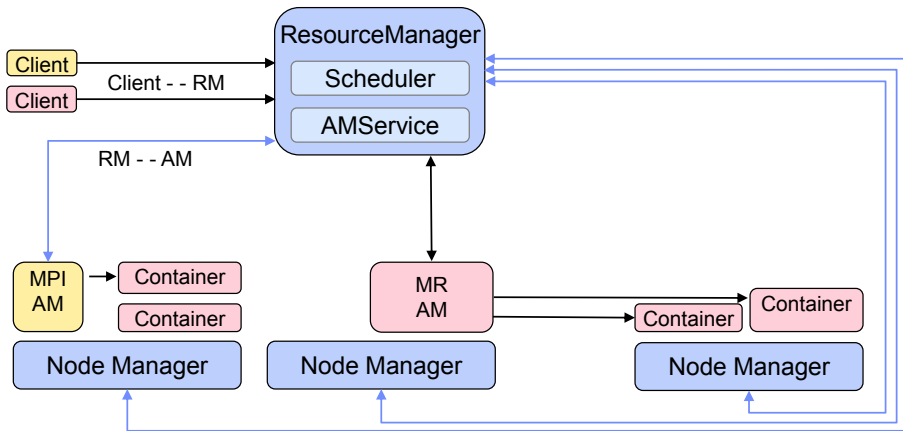 ResourceManager
Client
Scheduler
Client - - RM
Client
AMService
RM - - AM
MPI
AM
Container
Container
MR
AM
Container
Container
Node Manager
Node Manager
Node Manager